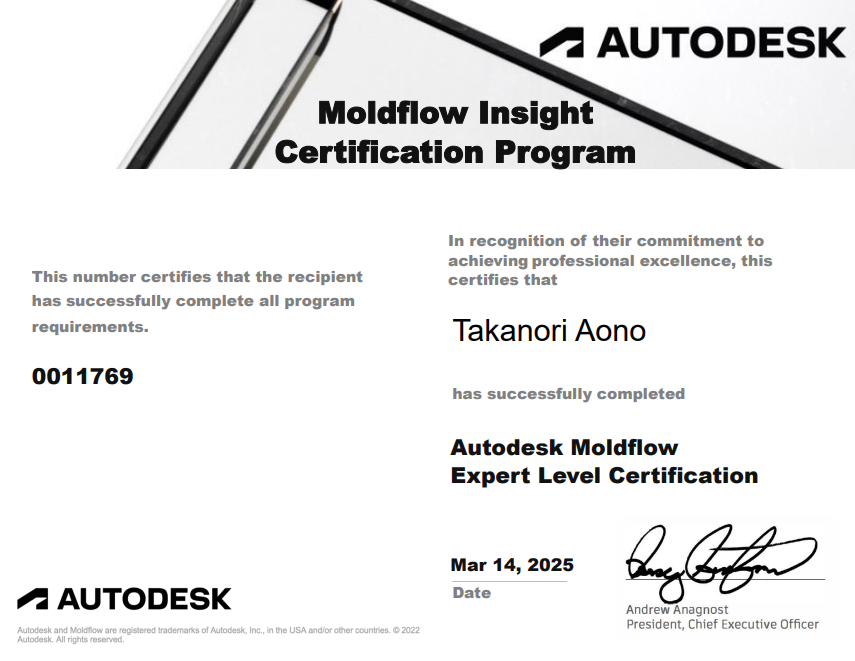 AUTODESK
Moldflow Insight
Certification Program
This number certifies that the recipient
has successfully complete all program
requirements.
0011769
In recognition of their commitment to
achieving professional excellence, this
certifies that
Takanori Aono
has successfully completed
Autodesk Moldflow
Expert Level Certification
Mar 14, 2025
Date
Andrew Anagnost
President, Chief Executive Officer
AUTODESK
Autodesk and Moldflow are registered trademarks of Autodesk, Inc., in the USA and/or other countries. © 2022
Autodesk. All rights reserved.